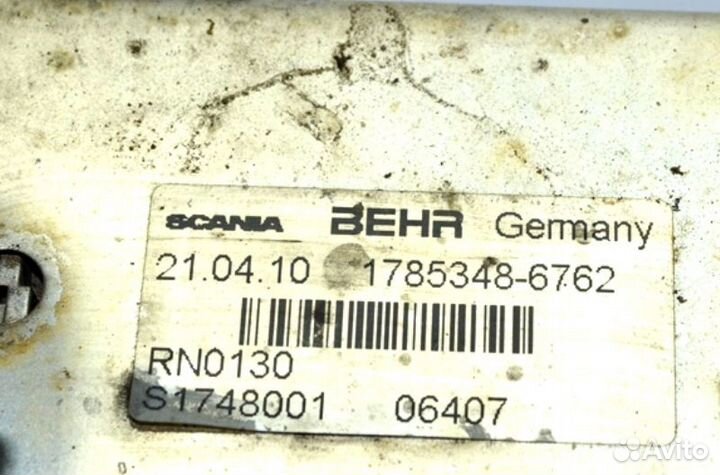 SCANIA BEHR Germany
21.04.10 1785348-6762
RN0130
S1748001 06407
Avito